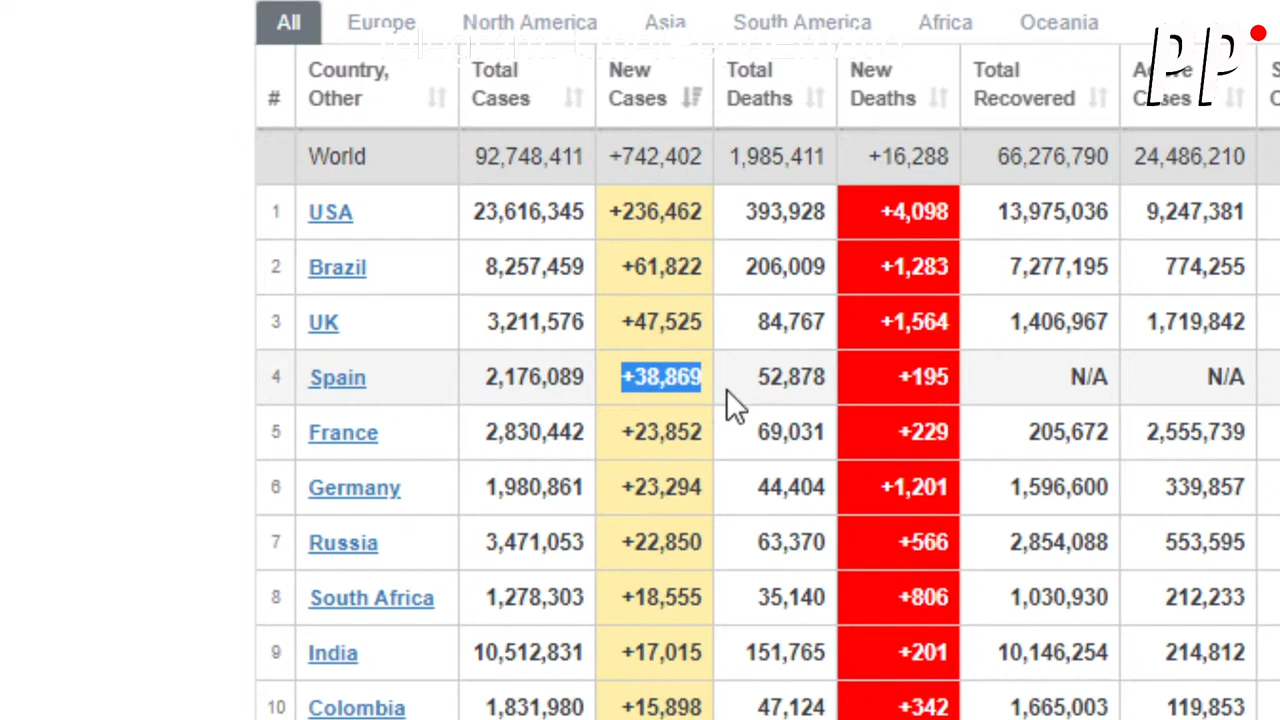 All Europe North America Asia South America Africa Oceania
# Country, Other Total Cases New Cases Total Deaths New Deaths Total Recovered
World 92,748,411 +742,402 1,985,411 +16,288 66,276,790 24,486,210
1 USA 23,616,345 +236,462 393,928 +4,098 13,975,036 9,247,381
2 Brazil 8,257,459 +61,822 206,009 +1,283 7,277,195 774,255
3 UK 3,211,576 +47,525 84,767 +1,564 1,406,967 1,719,842
4 Spain 2,176,089 +38,869 52,878 +195 N/A N/A
5 France 2,830,442 +23,852 69,031 +229 205,672 2,555,739
6 Germany 1,980,861 +23,294 44,404 +1,201 1,596,600 339,857
7 Russia 3,471,053 +22,850 63,370 +566 2,854,088 553,595
8 South Africa 1,278,303 +18,555 35,140 +806 1,030,930 212,233
9 India 10,512,831 +17,015 151,765 +201 10,146,254 214,812
10 Colombia 1,831,980 +15,898 47,124 +342 1,665,003 119,853
PP